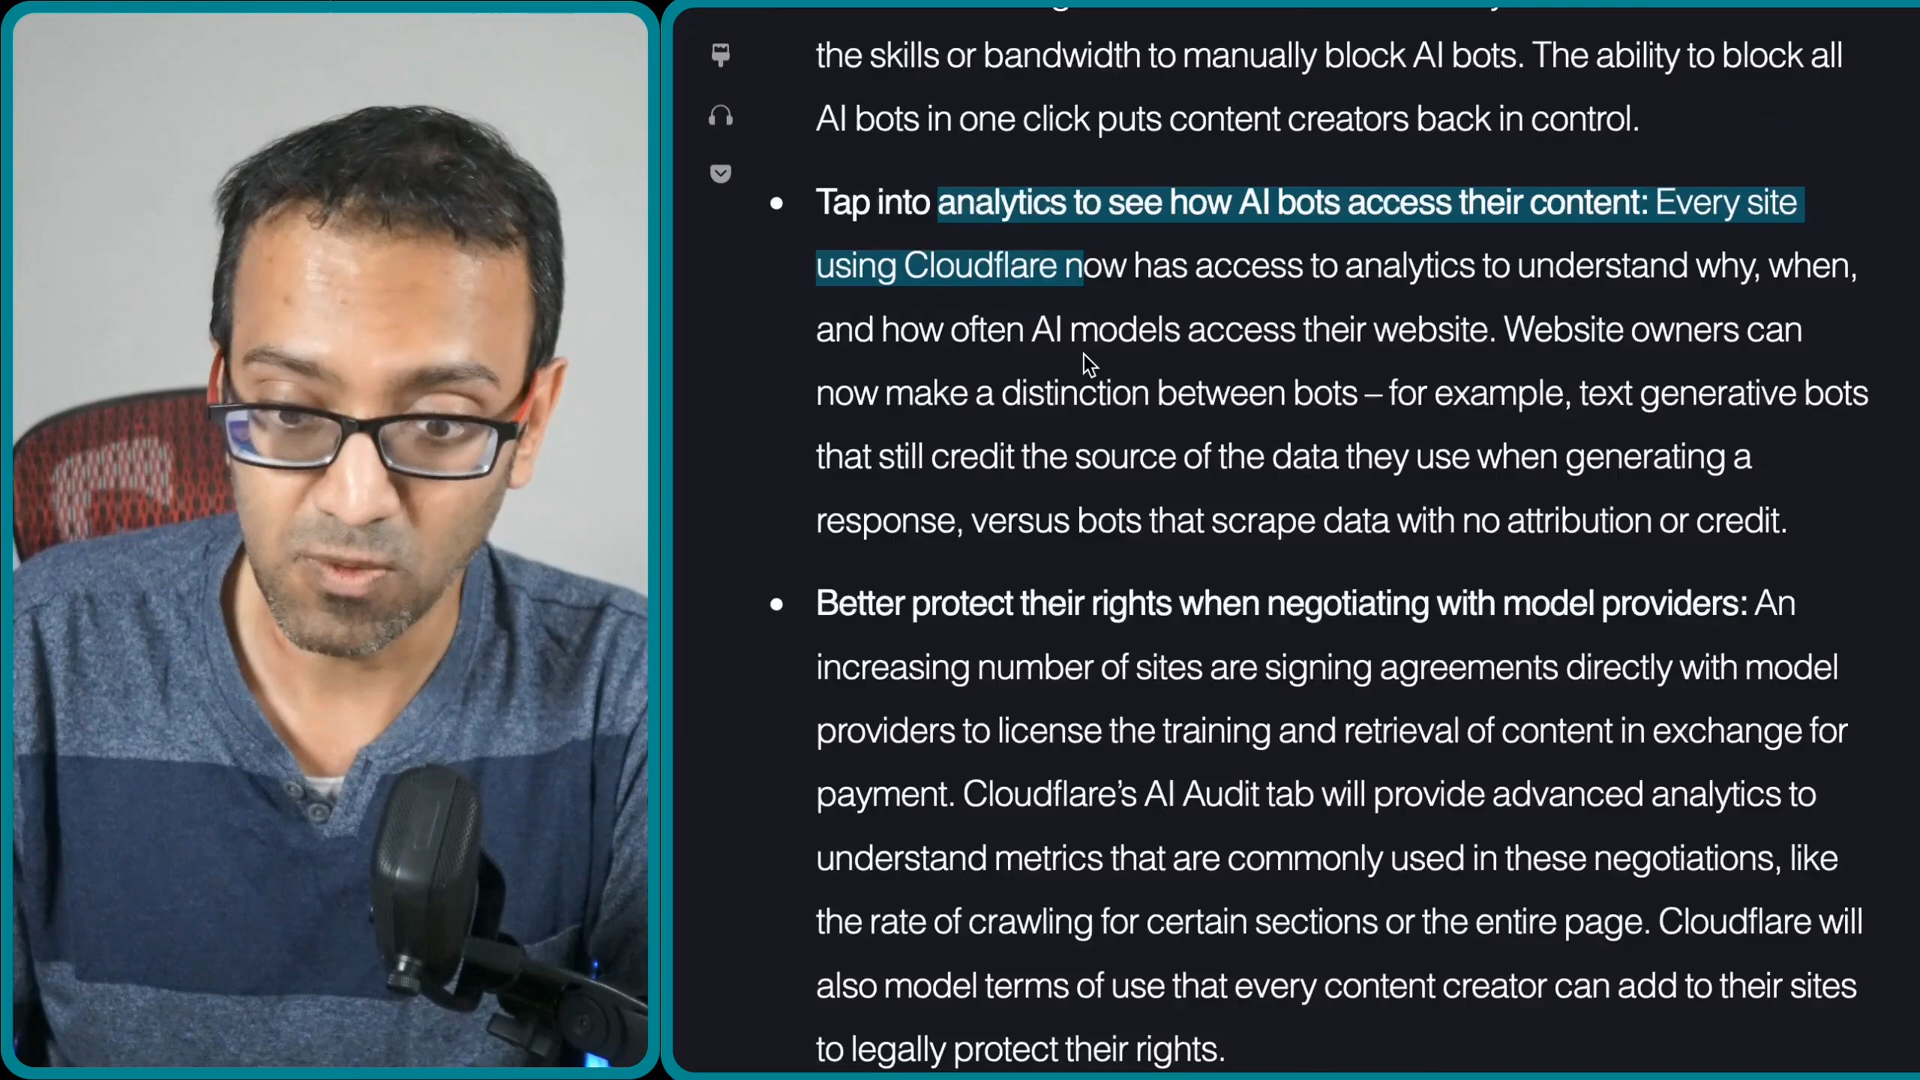 the skills or bandwidth to manually block AI bots. The ability to block all
AI bots in one click puts content creators back in control.
• Tap into analytics to see how AI bots access their content: Every site
using Cloudflare now has access to analytics to understand why, when,
and how often AI models access their website. Website owners can
now make a distinction between bots – for example, text generative bots
that still credit the source of the data they use when generating a
response, versus bots that scrape data with no attribution or credit.
• Better protect their rights when negotiating with model providers: An
increasing number of sites are signing agreements directly with model
providers to license the training and retrieval of content in exchange for
payment. Cloudflare’s AI Audit tab will provide advanced analytics to
understand metrics that are commonly used in these negotiations, like
the rate of crawling for certain sections or the entire page. Cloudflare will
also model terms of use that every content creator can add to their sites
to legally protect their rights.